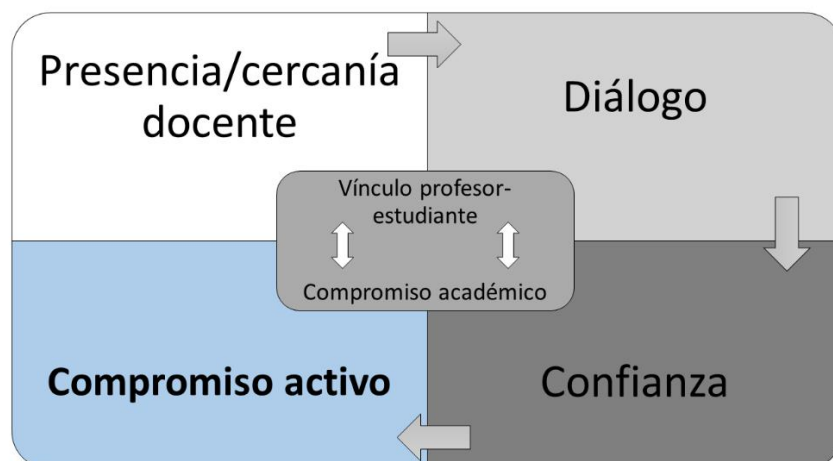 Presencia/cercanía
docente
Diálogo
Vínculo profesor-
estudiante
Compromiso académico
Compromiso activo
Confianza